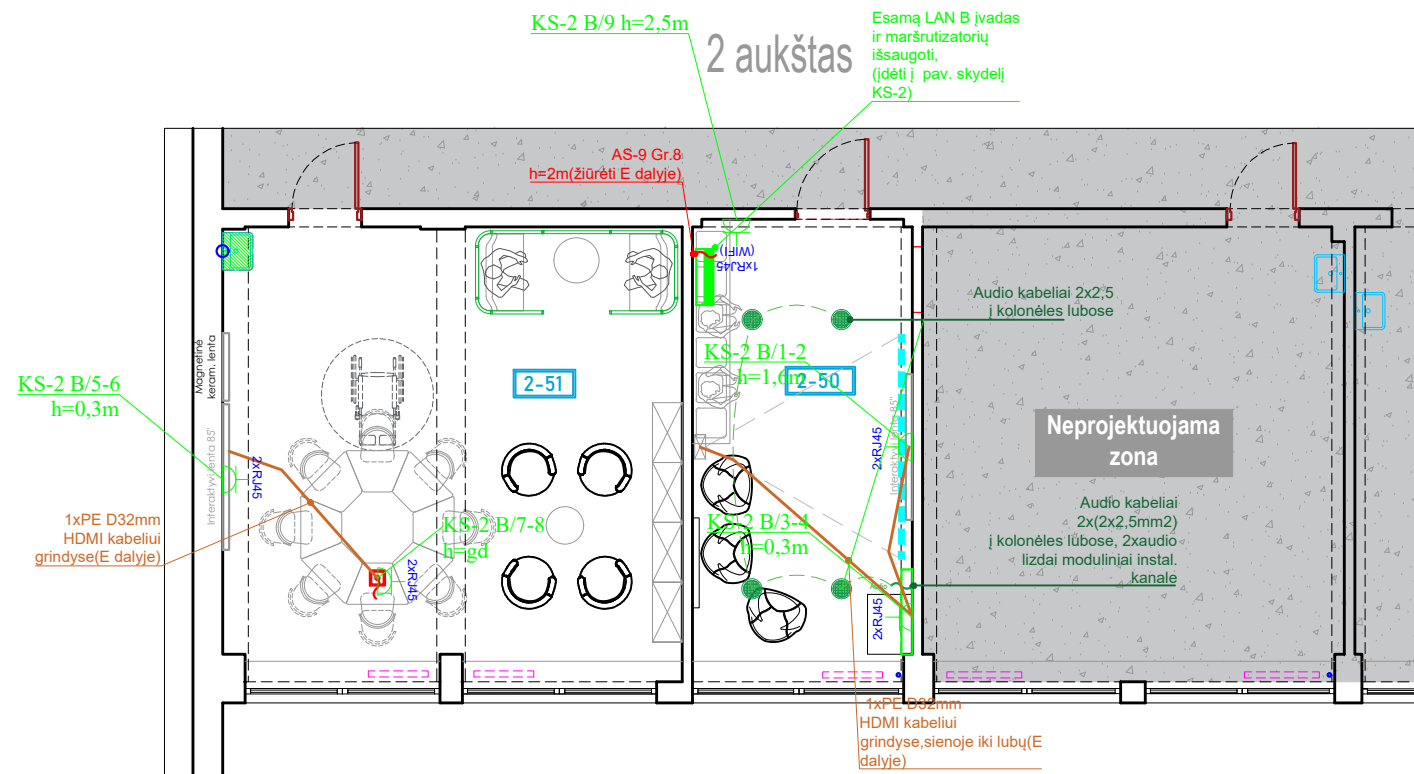 KS-2 B/9 h=2,5m
2 aukštas
Esamą LAN B įvadas
ir maršrutizatorių
išsaugoti,
(įdėti į pav. skydelį
KS-2)
AS-9 Gr.8
h=2m(žiūrėti E dalyje)
1xRJ45
(WIFI)
Audio kabeliai 2x2,5
į kolonėles lubose
Magnetinė
keram. lenta
KS-2 B/5-6
h=0,3m
2-51
KS-2 B/1-2
h=1,6m
2-50
Interaktyvi lenta 85"
2xRJ45
Interaktyvi lenta 85"
2xRJ45
Neprojektuojama
zona
1xPE D32mm
HDMI kabeliui
grindyse(E dalyje)
KS-2 B/7-8
h=gd
2xRJ45
KS-2 B/3-4
h=0,3m
2xRJ45
Audio kabeliai
2x(2x2,5mm2)
į kolonėles lubose, 2xaudio
lizdai moduliniai instal.
kanale
1xPE D32mm
HDMI kabeliui
grindyse,sienoje iki lubų(E
dalyje)